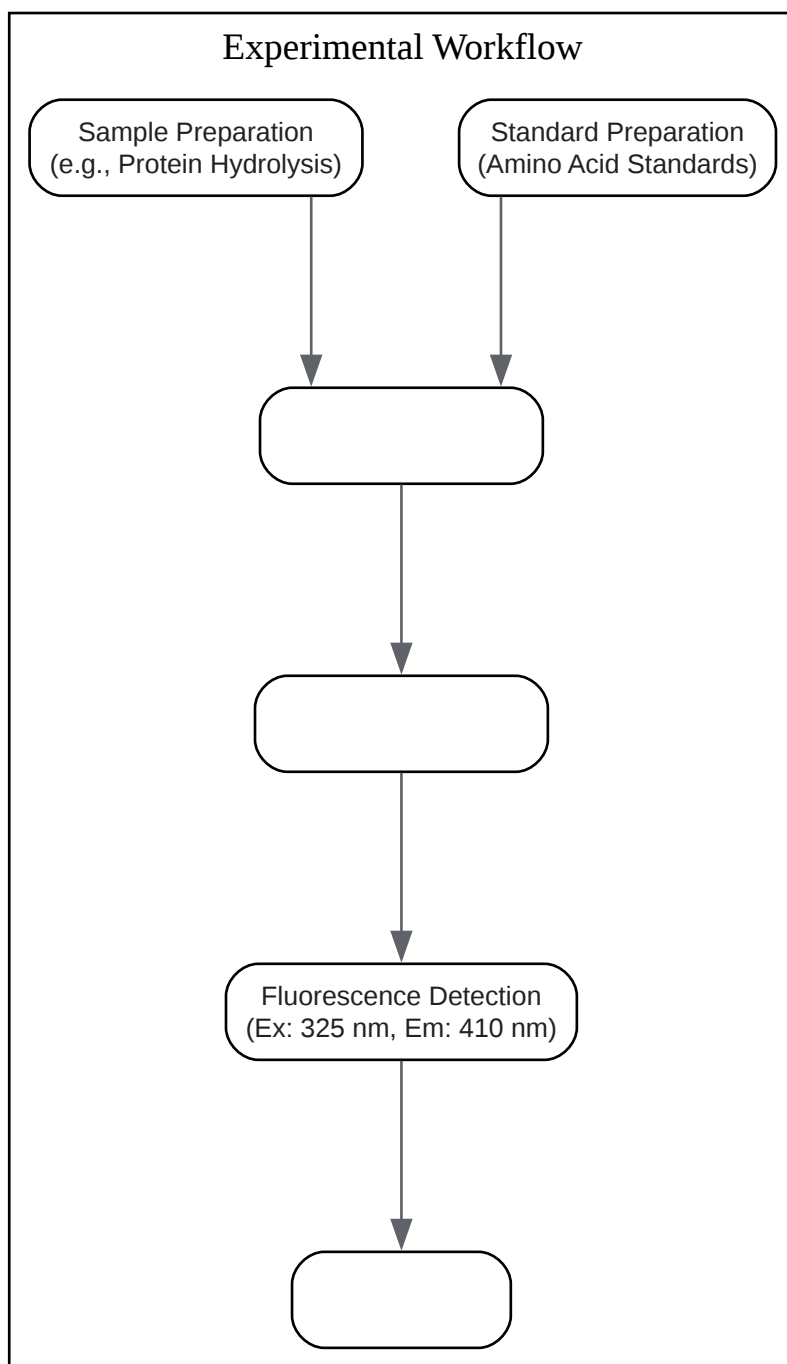 Experimental Workflow
Sample Preparation
(e.g., Protein Hydrolysis)
Standard Preparation
(Amino Acid Standards)
Fluorescence Detection
(Ex: 325 nm, Em: 410 nm)